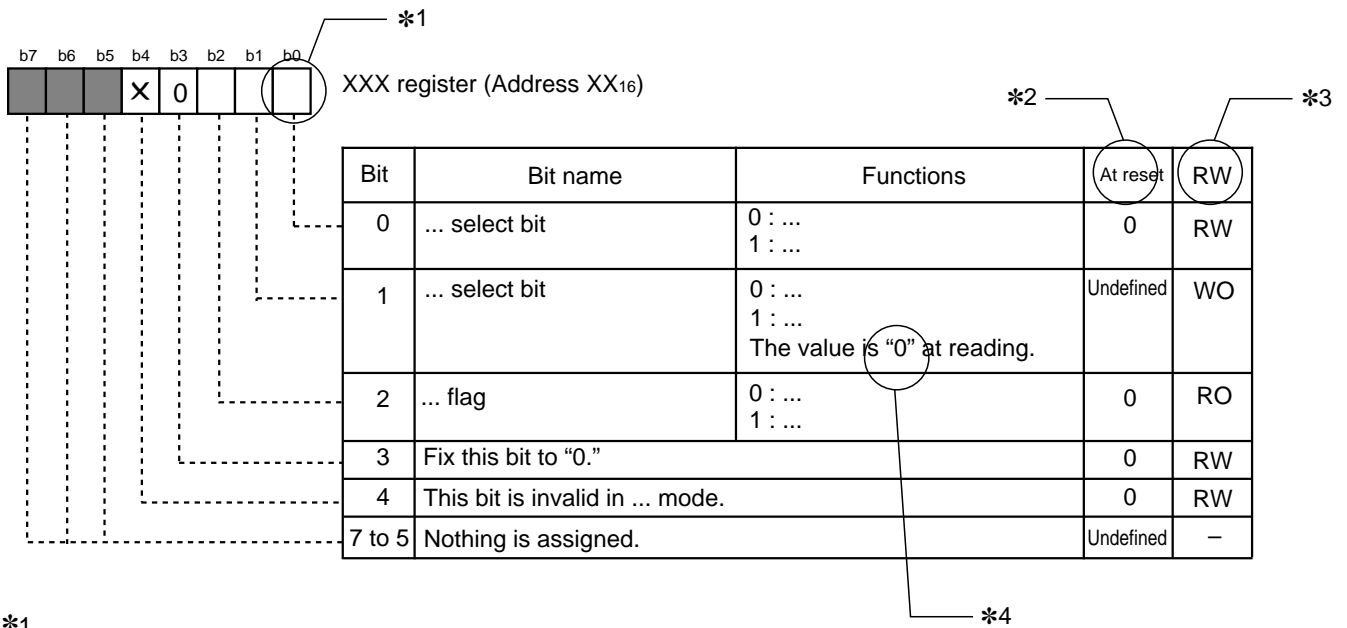 ✽1
b7 b6 b5 b4 b3 b2 b1 b0
X 0
XXX register (Address XX16)
✽2
✽3
Bit Bit name Functions At reset RW
0 ... select bit 0 : ... 0 RW
1 : ...
1 ... select bit 0 : ... Undefined WO
1 : ...
The value is “0” at reading.
2 ... flag 0 : ... 0 RO
1 : ...
3 Fix this bit to “0.” 0 RW
4 This bit is invalid in ... mode. 0 RW
7 to 5 Nothing is assigned. Undefined –
✽4
✽1